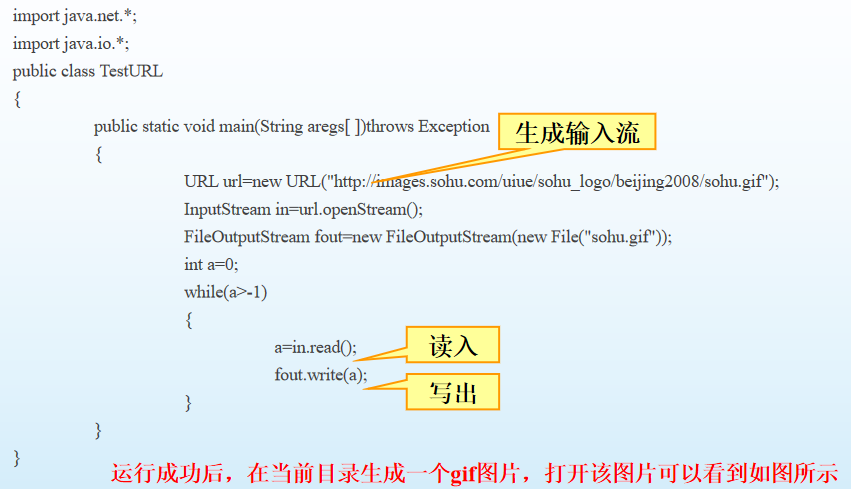 import java.net.*;
import java.io.*;
public class TestURL
{
public static void main(String aregs[ ])throws Exception
生成输入流
{
URL url=new URL("http://images.sohu.com/uiue/sohu_logo/beijing2008/sohu.gif");
InputStream in=url.openStream();
FileOutputStream fout=new FileOutputStream(new File("sohu.gif"));
int a=0;
while(a>-1)
{
a=in.read();
读入
fout.write(a);
写出
}
}
}
运行成功后，在当前目录生成一个gif图片，打开该图片可以看到如图所示